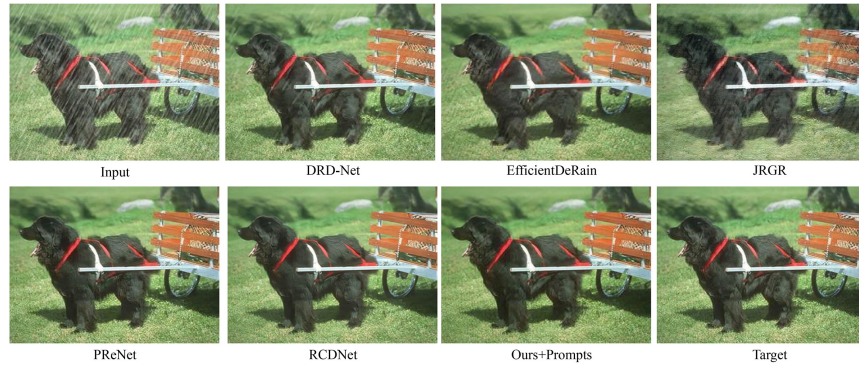 Input
DRD-Net
EfficientDeRain
JRGR
PReNet
RCDNet
Ours+Prompts
Target